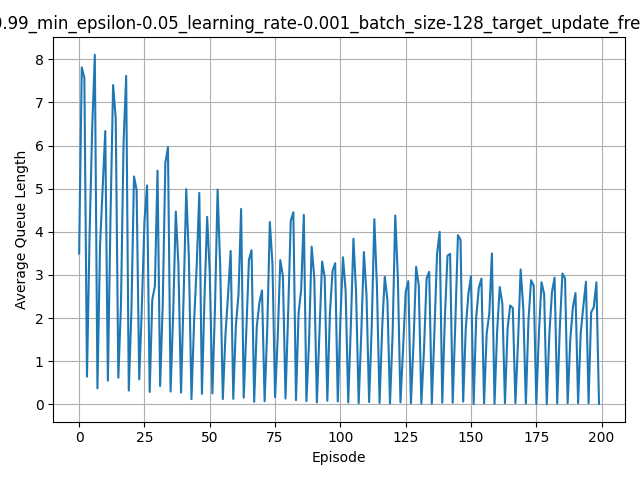 0.99_min_epsilon-0.05_learning_rate-0.001_batch_size-128_target_update_fre
8
7
6
5
4
3
2
1
0
Average Queue Length
0 25 50 75 100 125 150 175 200
Episode